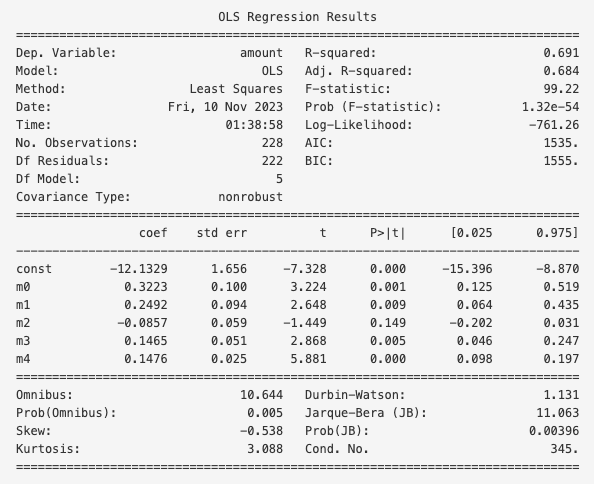 OLS Regression Results
==============================================================================
Dep. Variable:                 amount   R-squared:                       0.691
Model:                            OLS   Adj. R-squared:                  0.684
Method:                 Least Squares   F-statistic:                     99.22
Date:                Fri, 10 Nov 2023   Prob (F-statistic):           1.32e-54
Time:                        01:38:58   Log-Likelihood:                -761.26
No. Observations:                 228   AIC:                             1535.
Df Residuals:                     222   BIC:                             1555.
Df Model:                           5
Covariance Type:            nonrobust
==============================================================================
                 coef    std err          t      P>|t|      [0.025      0.975]
------------------------------------------------------------------------------
const        -12.1329      1.656     -7.328      0.000     -15.396      -8.870
m0             0.3223      0.100      3.224      0.001       0.125       0.519
m1             0.2492      0.094      2.648      0.009       0.064       0.435
m2            -0.0857      0.059     -1.449      0.149      -0.202       0.031
m3             0.1465      0.051      2.868      0.005       0.046       0.247
m4             0.1476      0.025      5.881      0.000       0.098       0.197
==============================================================================
Omnibus:                       10.644   Durbin-Watson:                   1.131
Prob(Omnibus):                  0.005   Jarque-Bera (JB):               11.063
Skew:                          -0.538   Prob(JB):                      0.00396
Kurtosis:                       3.088   Cond. No.                         345.
==============================================================================